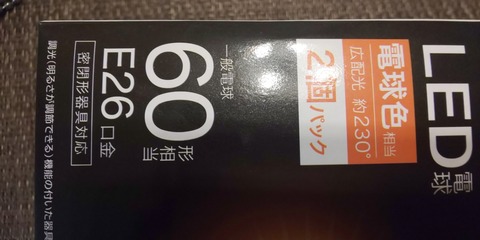 LED電球
電球色相当
広配光 約230°
2個パック
一般電球
60形相当
E26口金
密閉形器具対応
調光(明るさが調節できる)機能の付いた器具